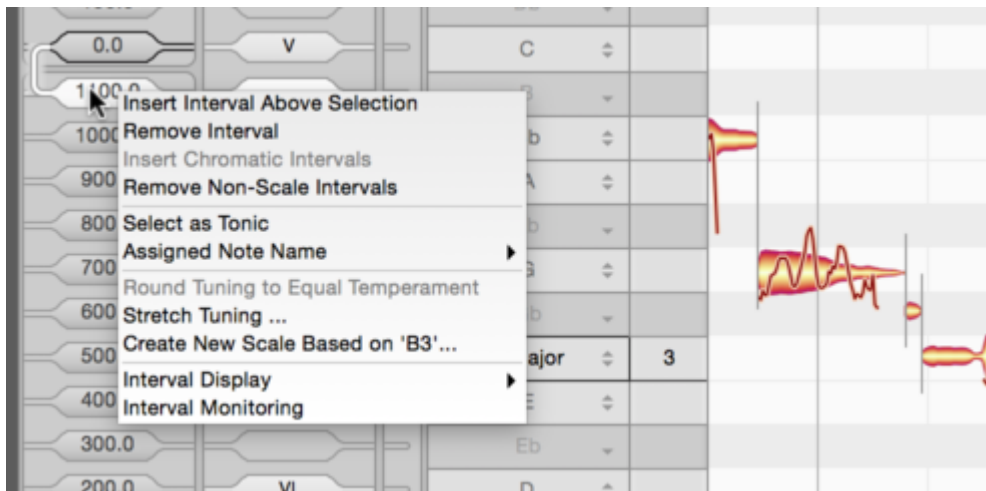 0.0 V C
1100.0 B
Insert Interval Above Selection
Remove Interval
1000 b
Insert Chromatic Intervals
900 Remove Non-Scale Intervals A
800 Select as Tonic b
Assigned Note Name
700 G
Round Tuning to Equal Temperament
600 Stretch Tuning ... b
Create New Scale Based on 'B3'...
500 ajor 3
Interval Display
400 E
Interval Monitoring
300.0 Eb
200.0 VI D